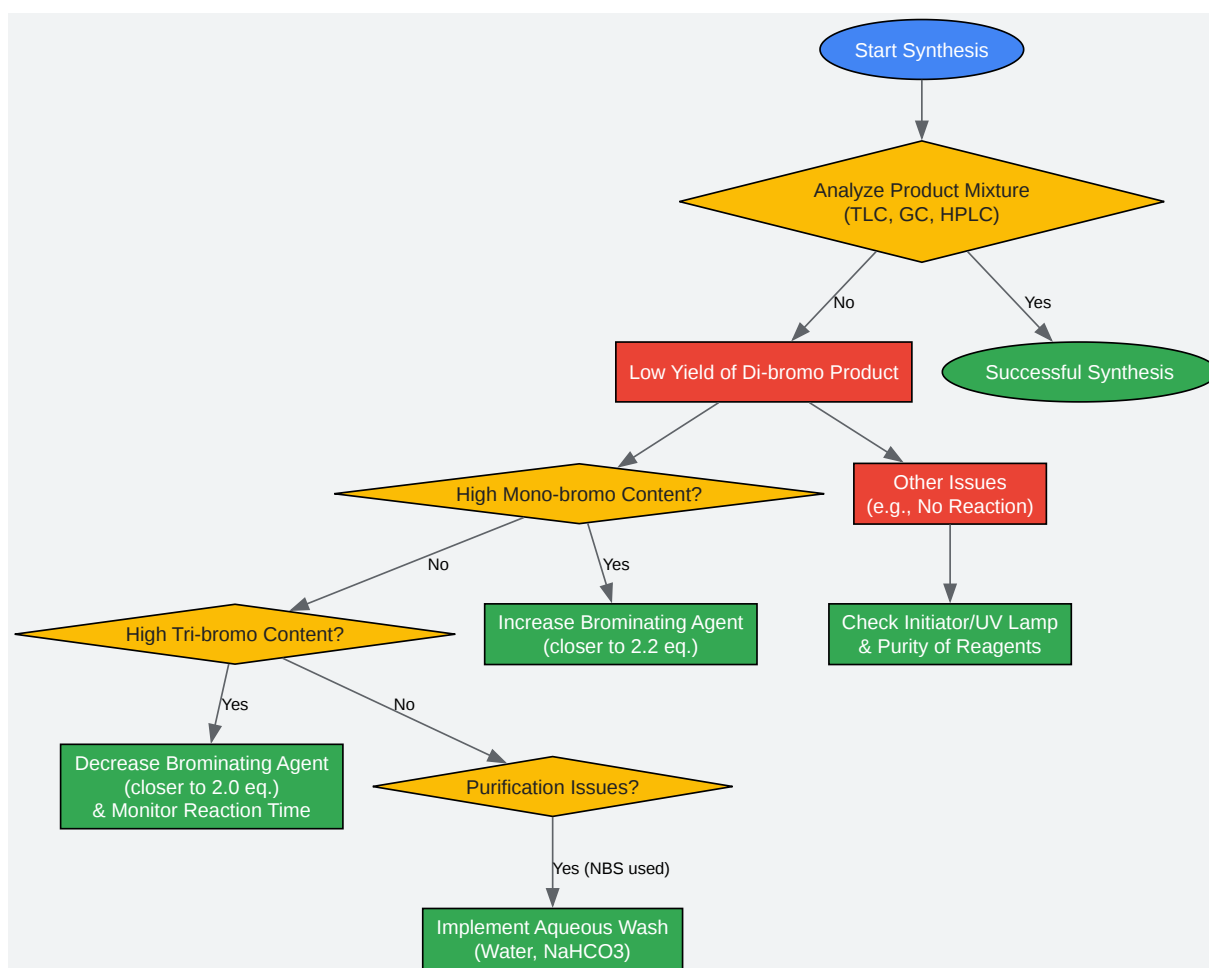 Start Synthesis
Analyze Product Mixture
(TLC, GC, HPLC)
No
Yes
Low Yield of Di-bromo Product
Successful Synthesis
High Mono-bromo Content?
Other Issues
(e.g., No Reaction)
No
Yes
High Tri-bromo Content?
Increase Brominating Agent
(closer to 2.2 eq.)
Check Initiator/UV Lamp
& Purity of Reagents
Yes
No
Decrease Brominating Agent
(closer to 2.0 eq.)
& Monitor Reaction Time
Purification Issues?
Yes (NBS used)
Implement Aqueous Wash
(Water, NaHCO3)